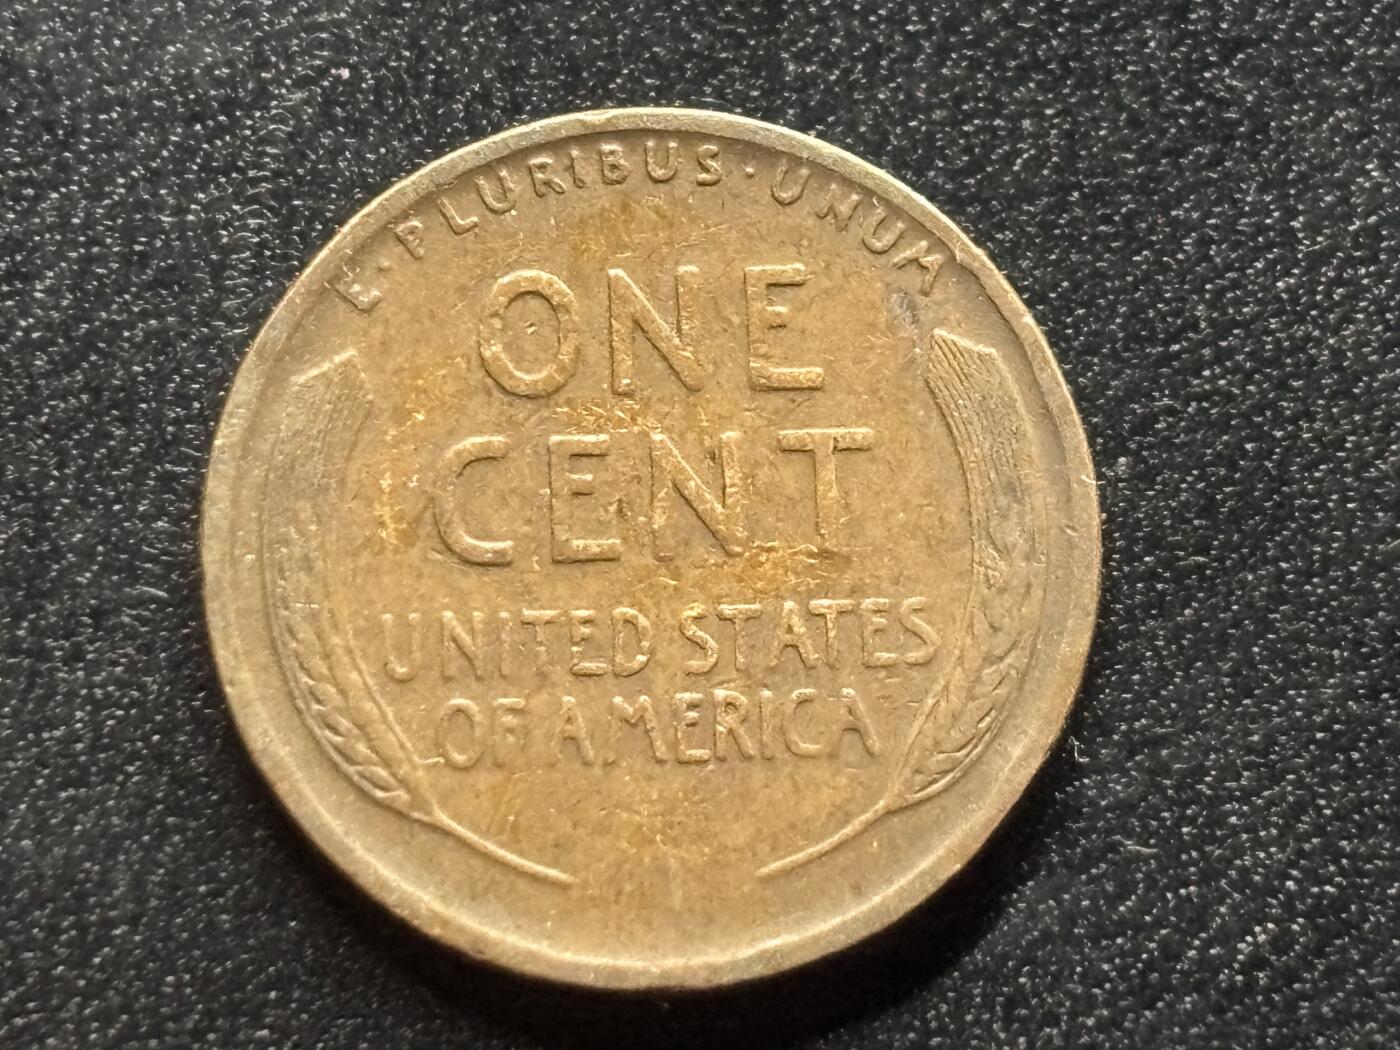 E·PLURIBUS·UNUM
ONE
CENT
UNITED STATES
OF AMERICA